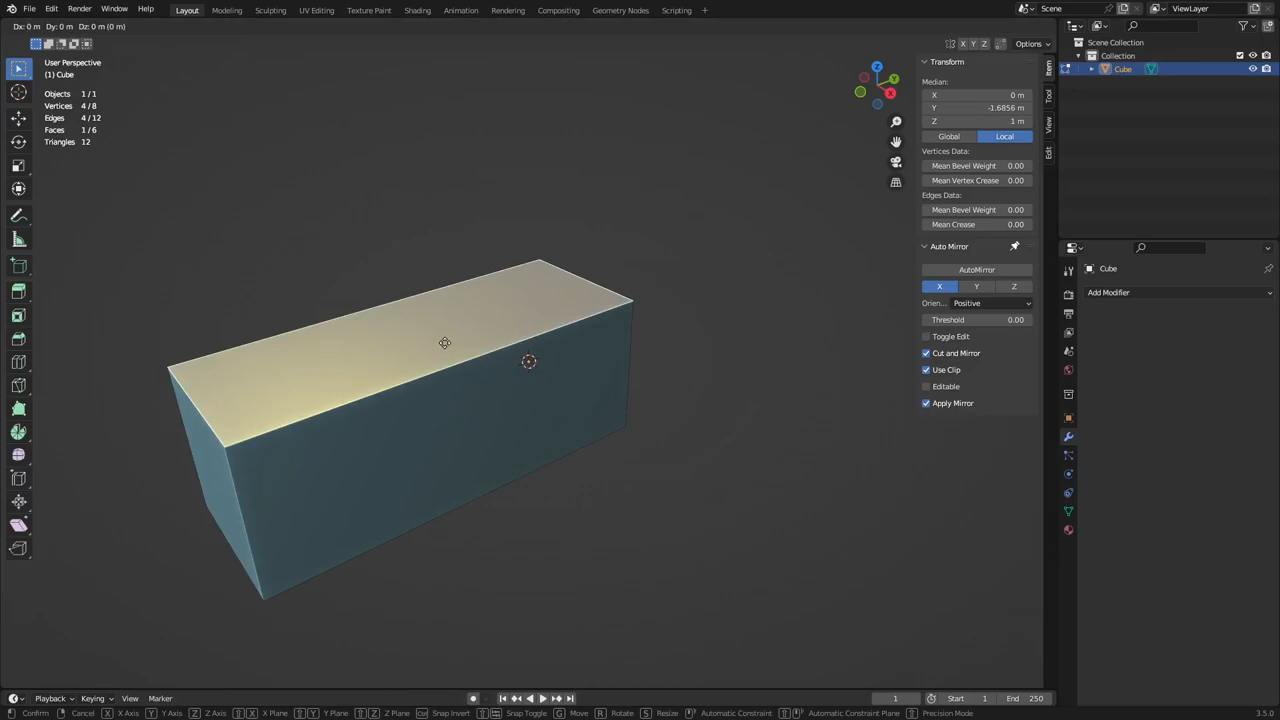 File Edit Render Window Help Layout Modeling Sculpting UV Editing Texture Paint Shading Animation Rendering Compositing Geometry Nodes Scripting + Scene ViewLayer
Dx: 0 m Dy: 0 m Dz: 0 m (0 m)
X Y Z Options
User Perspective
(1) Cube
Objects 1/1
Vertices 4/8
Edges 4/12
Faces 1/6
Triangles 12
Z
Y
X
Transform
Median:
X 0 m
Y -1.6856 m
Z 1 m
Global Local
Vertices Data:
Mean Bevel Weight 0.00
Mean Vertex Crease 0.00
Edges Data:
Mean Bevel Weight 0.00
Mean Crease 0.00
Auto Mirror
AutoMirror
X Y Z
Orien... Positive
Threshold 0.00
Toggle Edit
Cut and Mirror
Use Clip
Editable
Apply Mirror
Item
Tool
View
Edit
Scene Collection
Collection
Cube
Cube
Add Modifier
Playback Keying View Marker 1 Start 1 End 250
Confirm Cancel X X Axis Y Y Axis Z Z Axis X X Plane Y Y Plane Z Z Plane Snap Invert Snap Toggle G Move R Rotate S Resize Automatic Constraint Automatic Constraint Plane Precision Mode 3.5.0